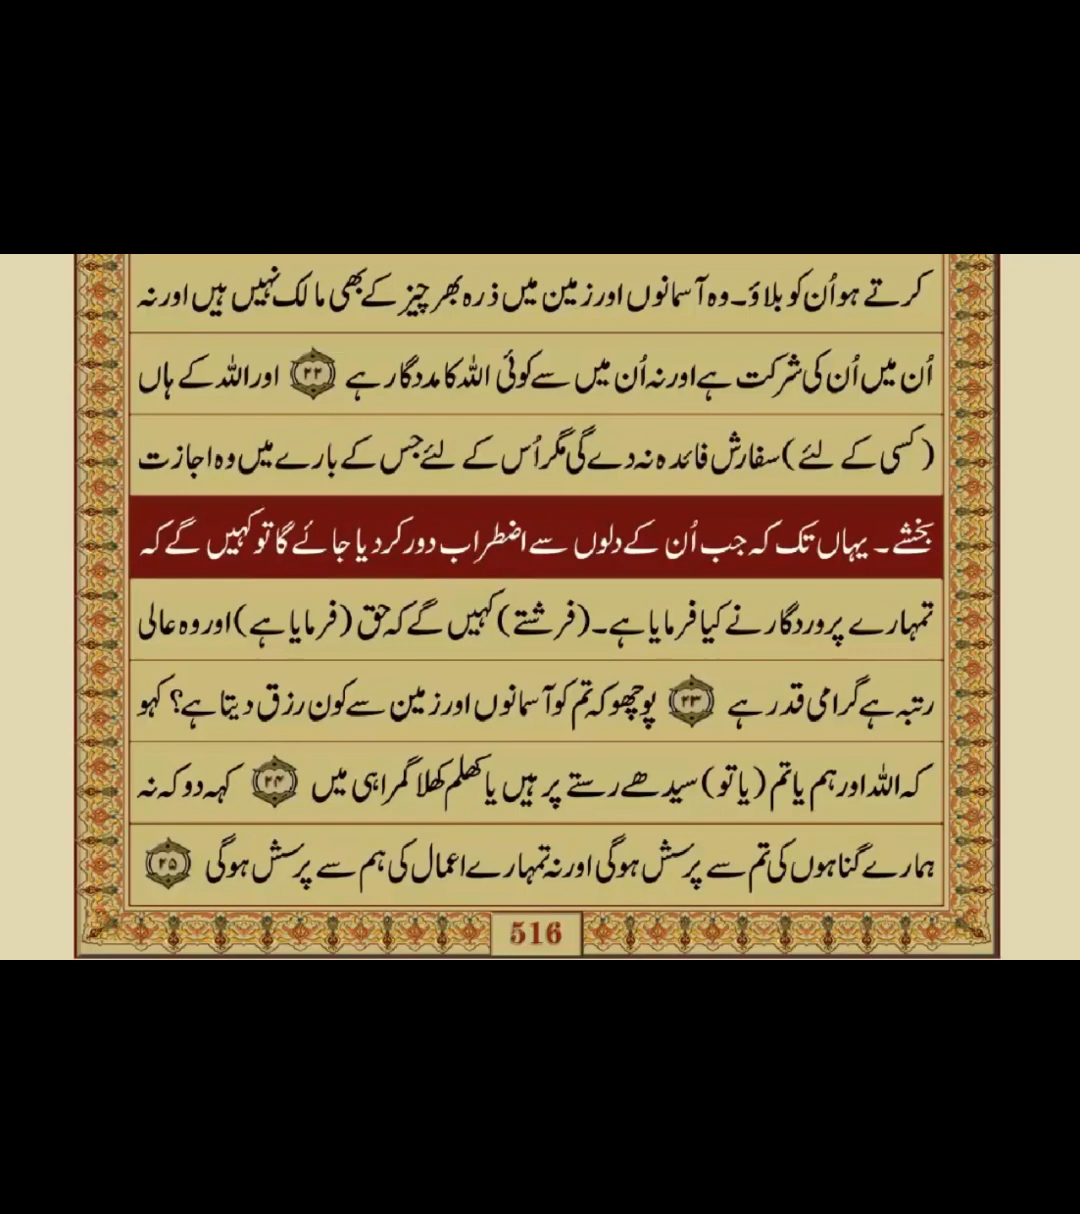 کرتے ہو اُن کو بلاؤ۔ وہ آسمانوں اور زمین میں ذرہ بھر چیز کے بھی مالک نہیں ہیں اور نہ
اُن میں اُن کی شرکت ہے اور نہ اُن میں سے کوئی اللہ کا مددگار ہے ﴿۲۲﴾ اور اللہ کے ہاں
(کسی کے لئے) سفارش فائدہ نہ دے گی مگر اُس کے لئے جس کے بارے میں وہ اجازت
بخشے۔ یہاں تک کہ جب اُن کے دلوں سے اضطراب دور کردیا جائے گا تو کہیں گے کہ
تمہارے پروردگار نے کیا فرمایا ہے۔ (فرشتے) کہیں گے کہ حق (فرمایا ہے) اور وہ عالی
رتبہ ہے گرامی قدر ہے ﴿۲۳﴾ پوچھو کہ تم کو آسمانوں اور زمین سے کون رزق دیتا ہے؟ کہو
کہ اللہ اور ہم یا تم (یا تو) سیدھے رستے پر ہیں یا کھلم کھلا گمراہی میں ﴿۲۴﴾ کہہ دو کہ نہ
ہمارے گناہوں کی تم سے پرسش ہوگی اور نہ تمہارے اعمال کی ہم سے پرسش ہوگی ﴿۲۵﴾
516